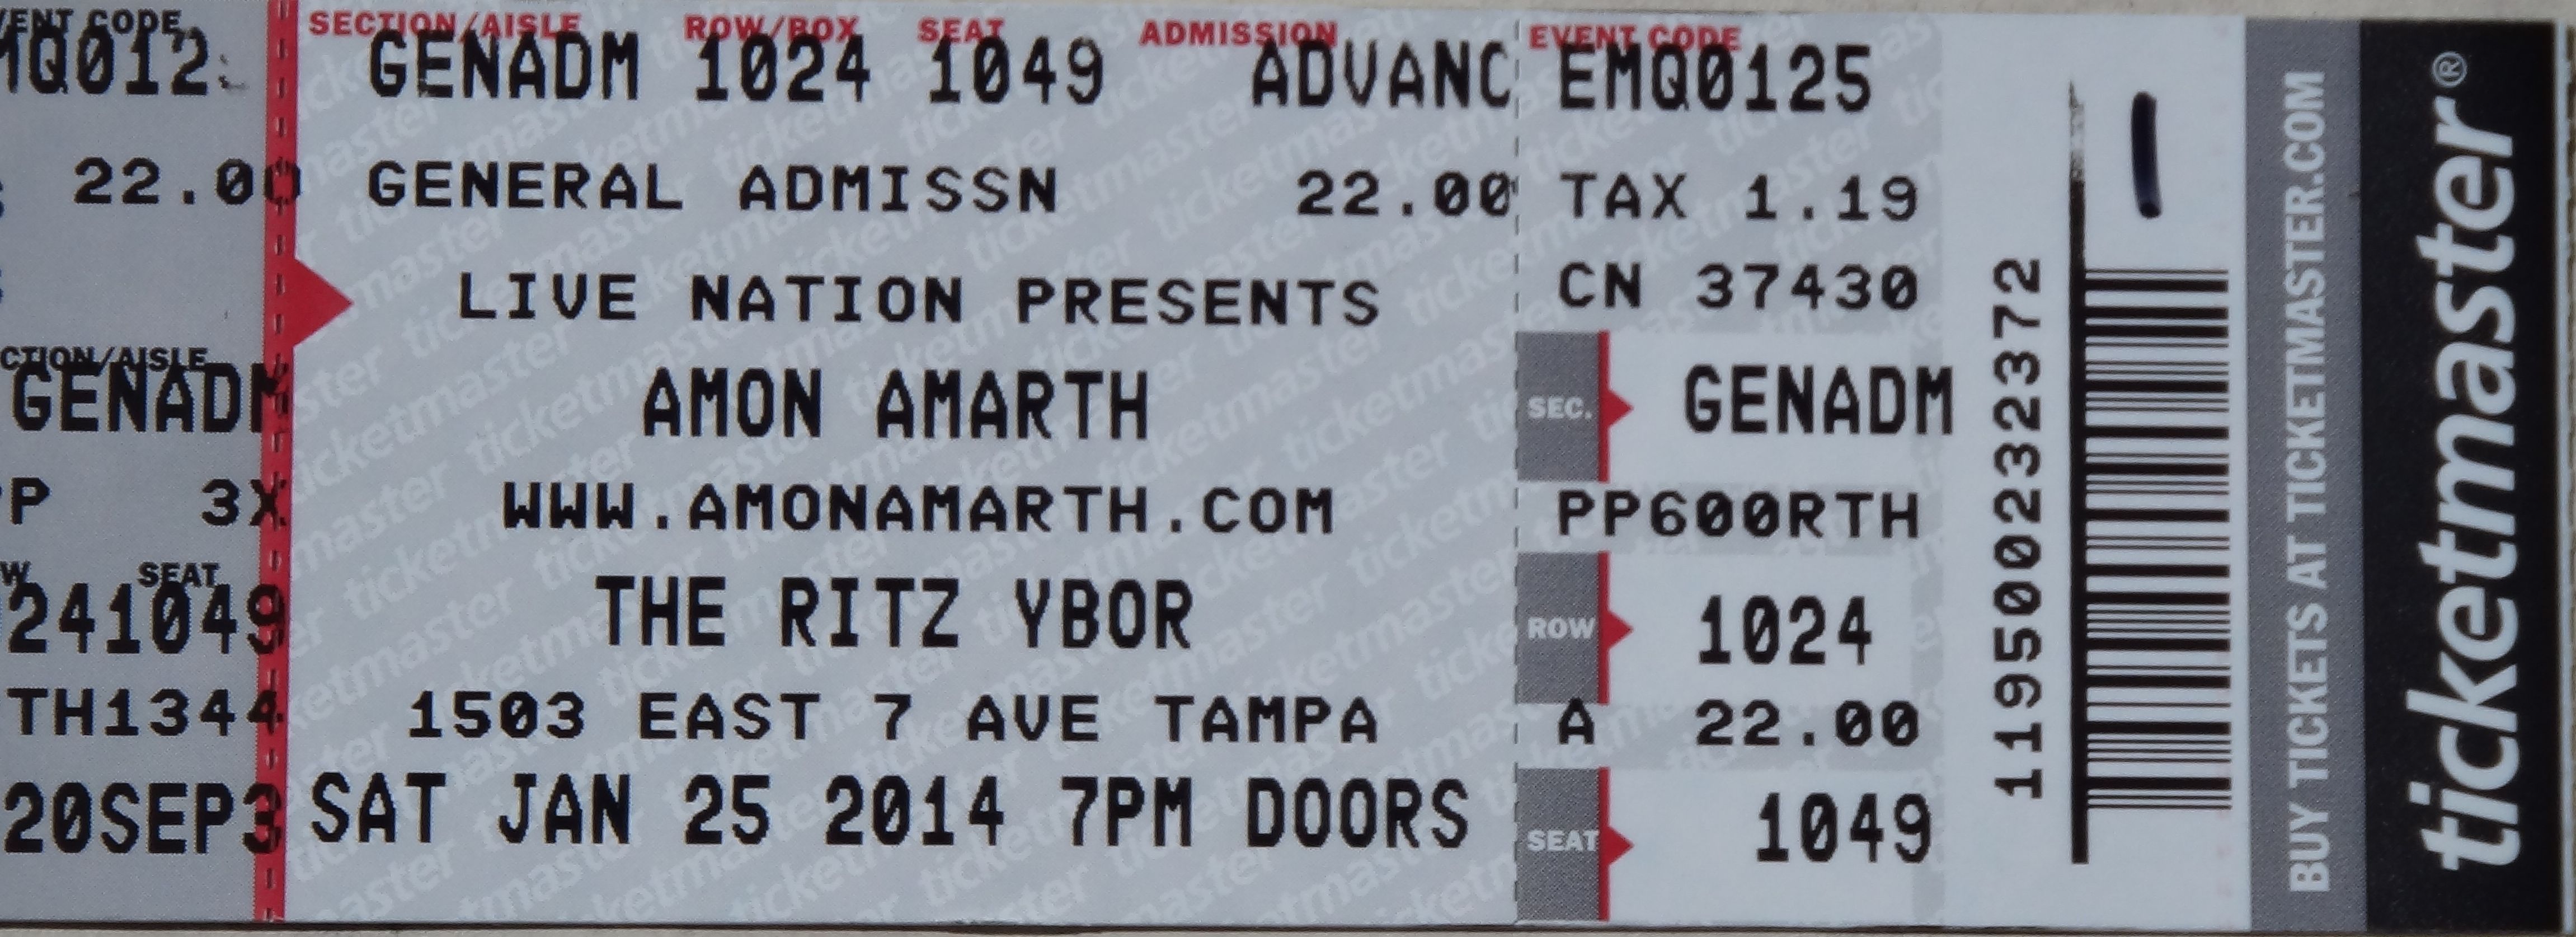 EVENT CODE
MQ012
22.00
SECTION/AISLE
GENADM
P 3X
SEAT
241049
TH1344
20SEP3
SECTION/AISLE ROW/BOX SEAT ADMISSION
GENADM 1024 1049 ADVANC
GENERAL ADMISSN 22.00
LIVE NATION PRESENTS
AMON AMARTH
WWW.AMONAMARTH.COM
THE RITZ YBOR
1503 EAST 7 AVE TAMPA
SAT JAN 25 2014 7PM DOORS
EVENT CODE
EMQ0125
TAX 1.19
CN 37430
SEC. GENADM
PP600RTH
ROW 1024
A 22.00
SEAT 1049
119500232372
BUY TICKETS AT TICKETMASTER.COM
ticketmaster®